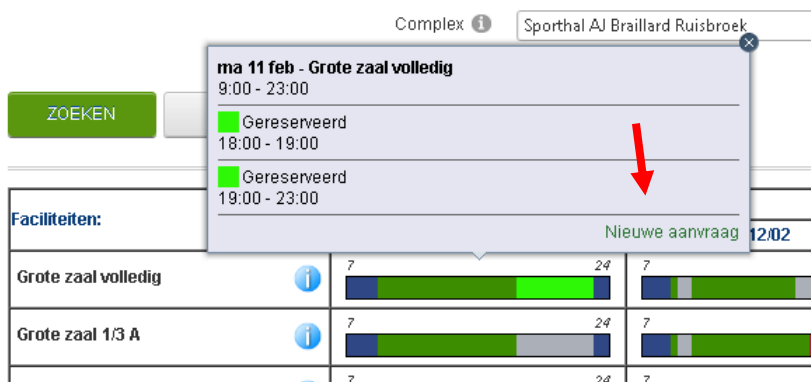 Complex i Sporthal AJ Braillard Ruisbroek
ma 11 feb - Grote zaal volledig
9:00 - 23:00
ZOEKEN
Gereserveerd
18:00 - 19:00
Gereserveerd
19:00 - 23:00
Nieuwe aanvraag
Faciliteiten:
12/02
Grote zaal volledig i
7 24 7
Grote zaal 1/3 A i
7 24 7
7 24 7